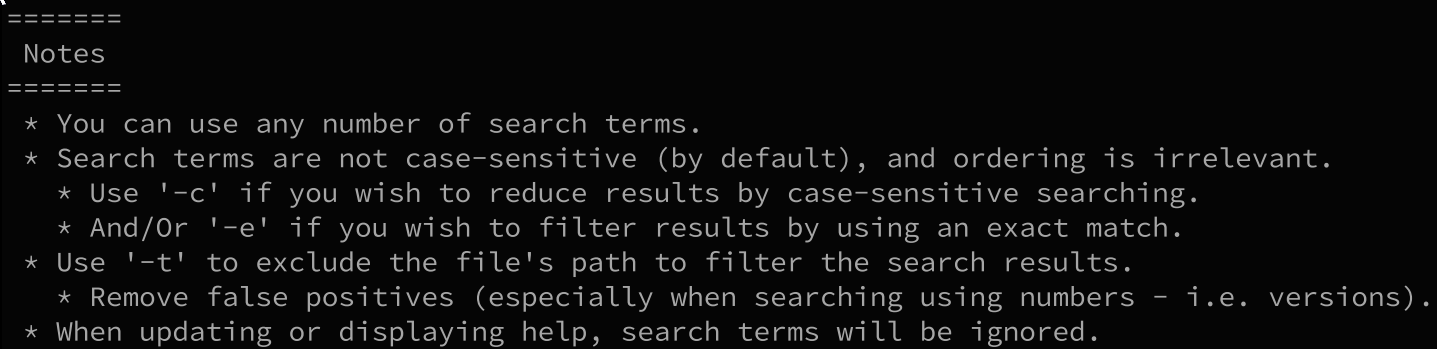 =======
 Notes
=======
 * You can use any number of search terms.
 * Search terms are not case-sensitive (by default), and ordering is irrelevant.
   * Use '-c' if you wish to reduce results by case-sensitive searching.
   * And/Or '-e' if you wish to filter results by using an exact match.
 * Use '-t' to exclude the file's path to filter the search results.
   * Remove false positives (especially when searching using numbers - i.e. versions).
 * When updating or displaying help, search terms will be ignored.